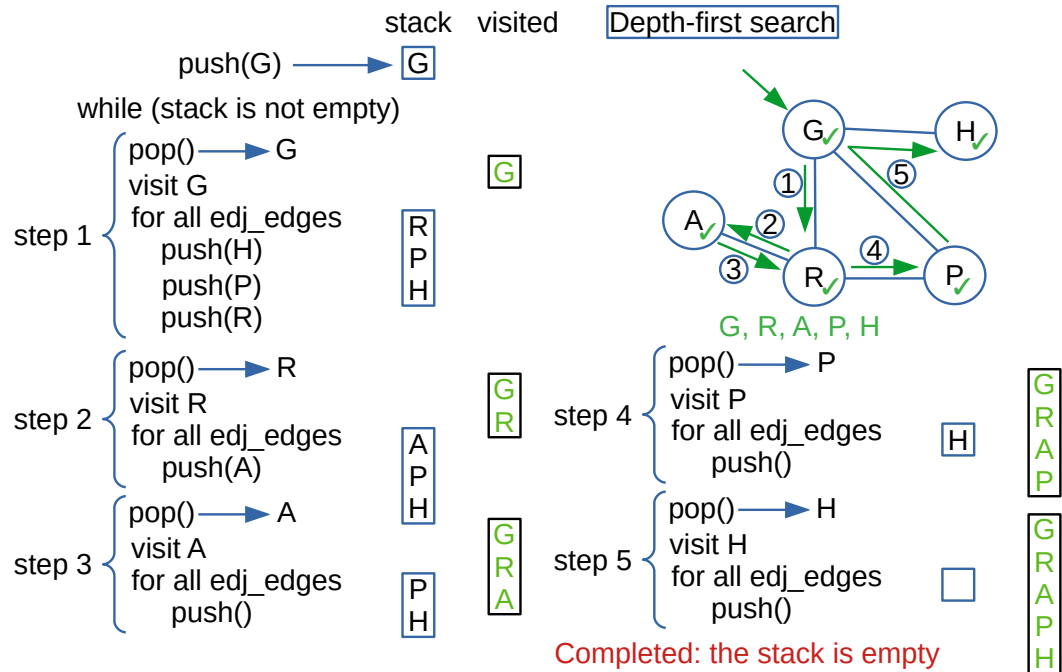 stack visited
Depth-first search
push(G) G
while (stack is not empty)
step 1
pop() G
visit G
for all edj_edges
push(H)
push(P)
push(R)
R
P
H
G
G
H
A
R
P
1
2
3
4
5
✓
✓
✓
✓
✓
G, R, A, P, H
step 2
pop() R
visit R
for all edj_edges
push(A)
A
P
H
G
R
step 3
pop() A
visit A
for all edj_edges
push()
P
H
G
R
A
step 4
pop() P
visit P
for all edj_edges
push()
H
G
R
A
P
step 5
pop() H
visit H
for all edj_edges
push()
G
R
A
P
H
Completed: the stack is empty